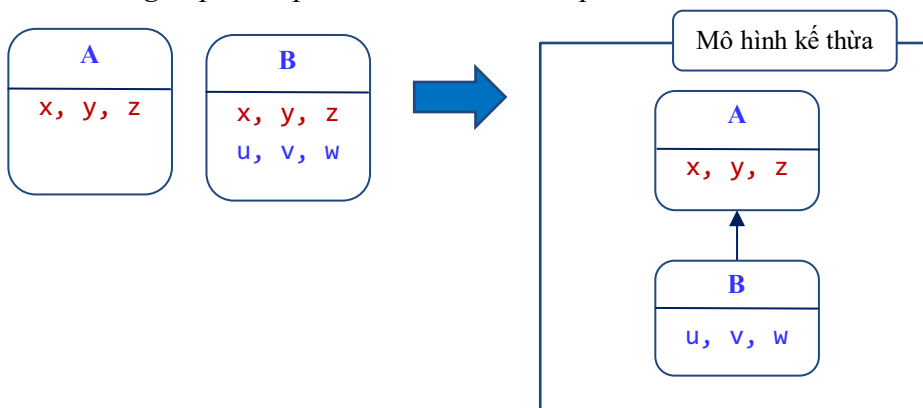 A
x, y, z
B
x, y, z
u, v, w
Mô hình kế thừa
A
x, y, z
B
u, v, w